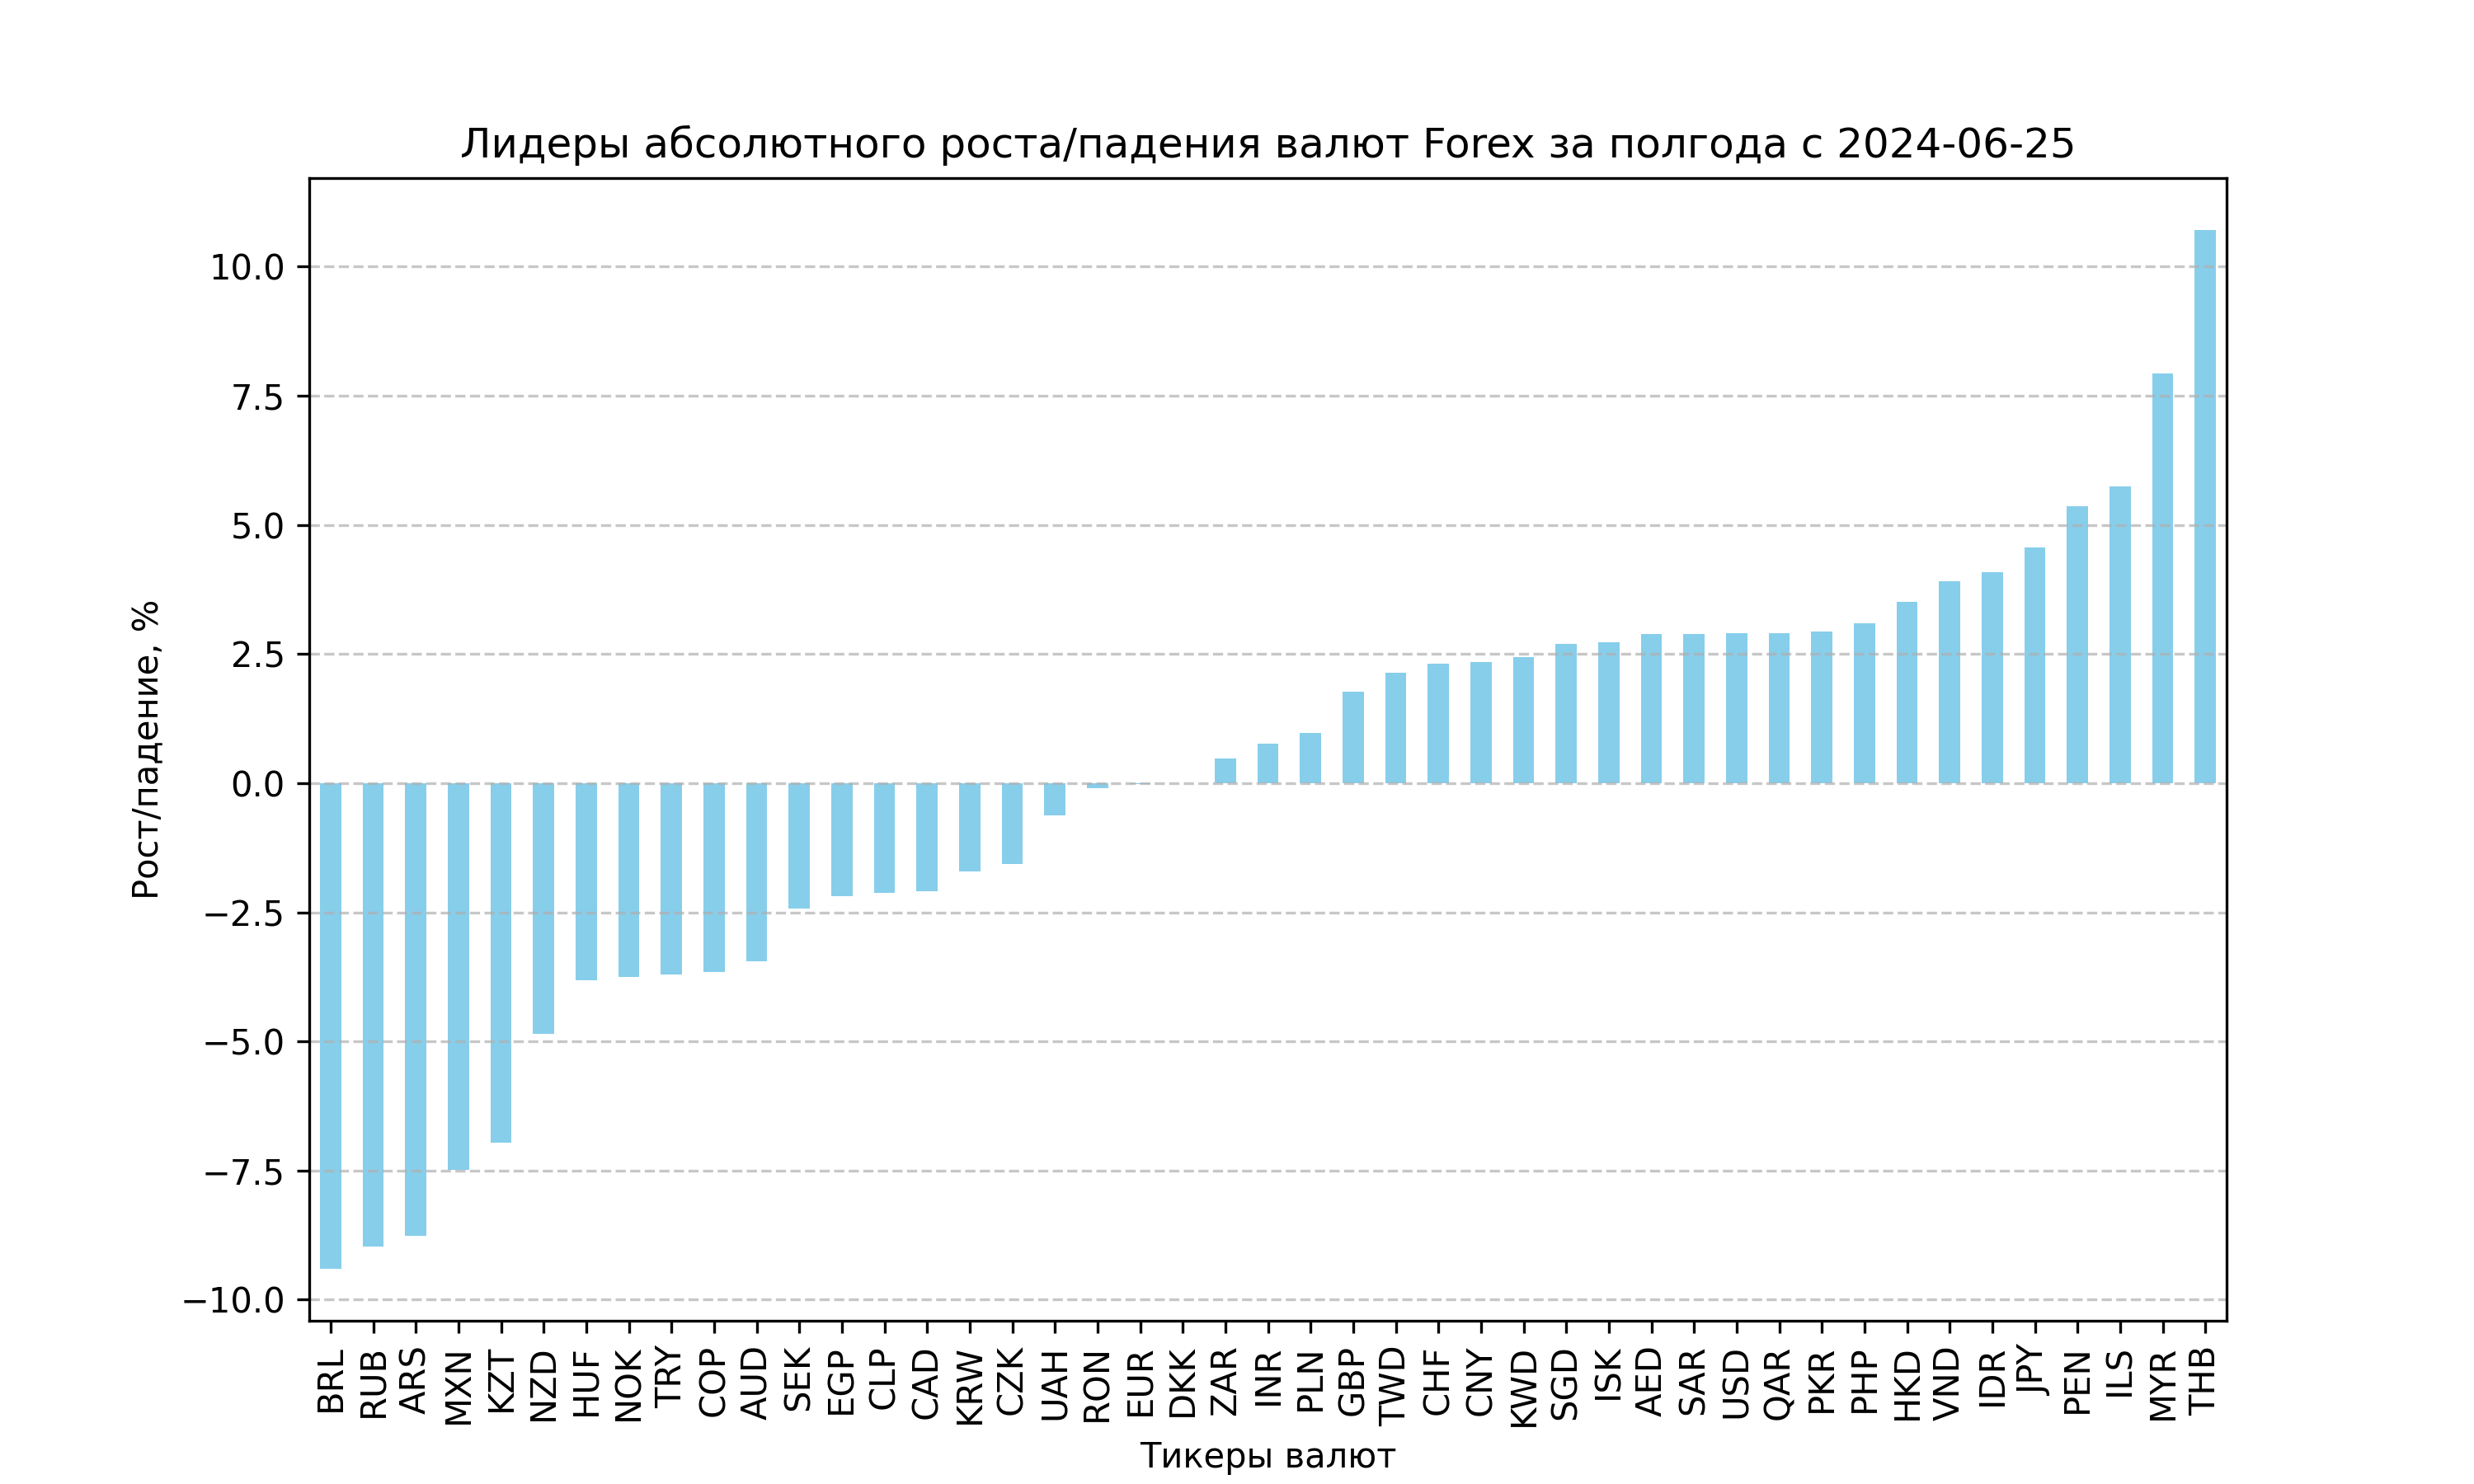 Лидеры абсолютного роста/падения валют Forex за полгода с 2024-06-25
Рост/падение, %
10.0
7.5
5.0
2.5
0.0
−2.5
−5.0
−7.5
−10.0
BRL RUB ARS MXN KZT NZD HUF NOK TRY COP AUD SEK EGP CLP CAD KRW CZK UAH RON EUR DKK ZAR INR PLN GBP TWD CHF CNY KWD SGD ISK AED SAR USD QAR PKR PHP HKD VND IDR JPY PEN ILS MYR THB
Тикеры валют